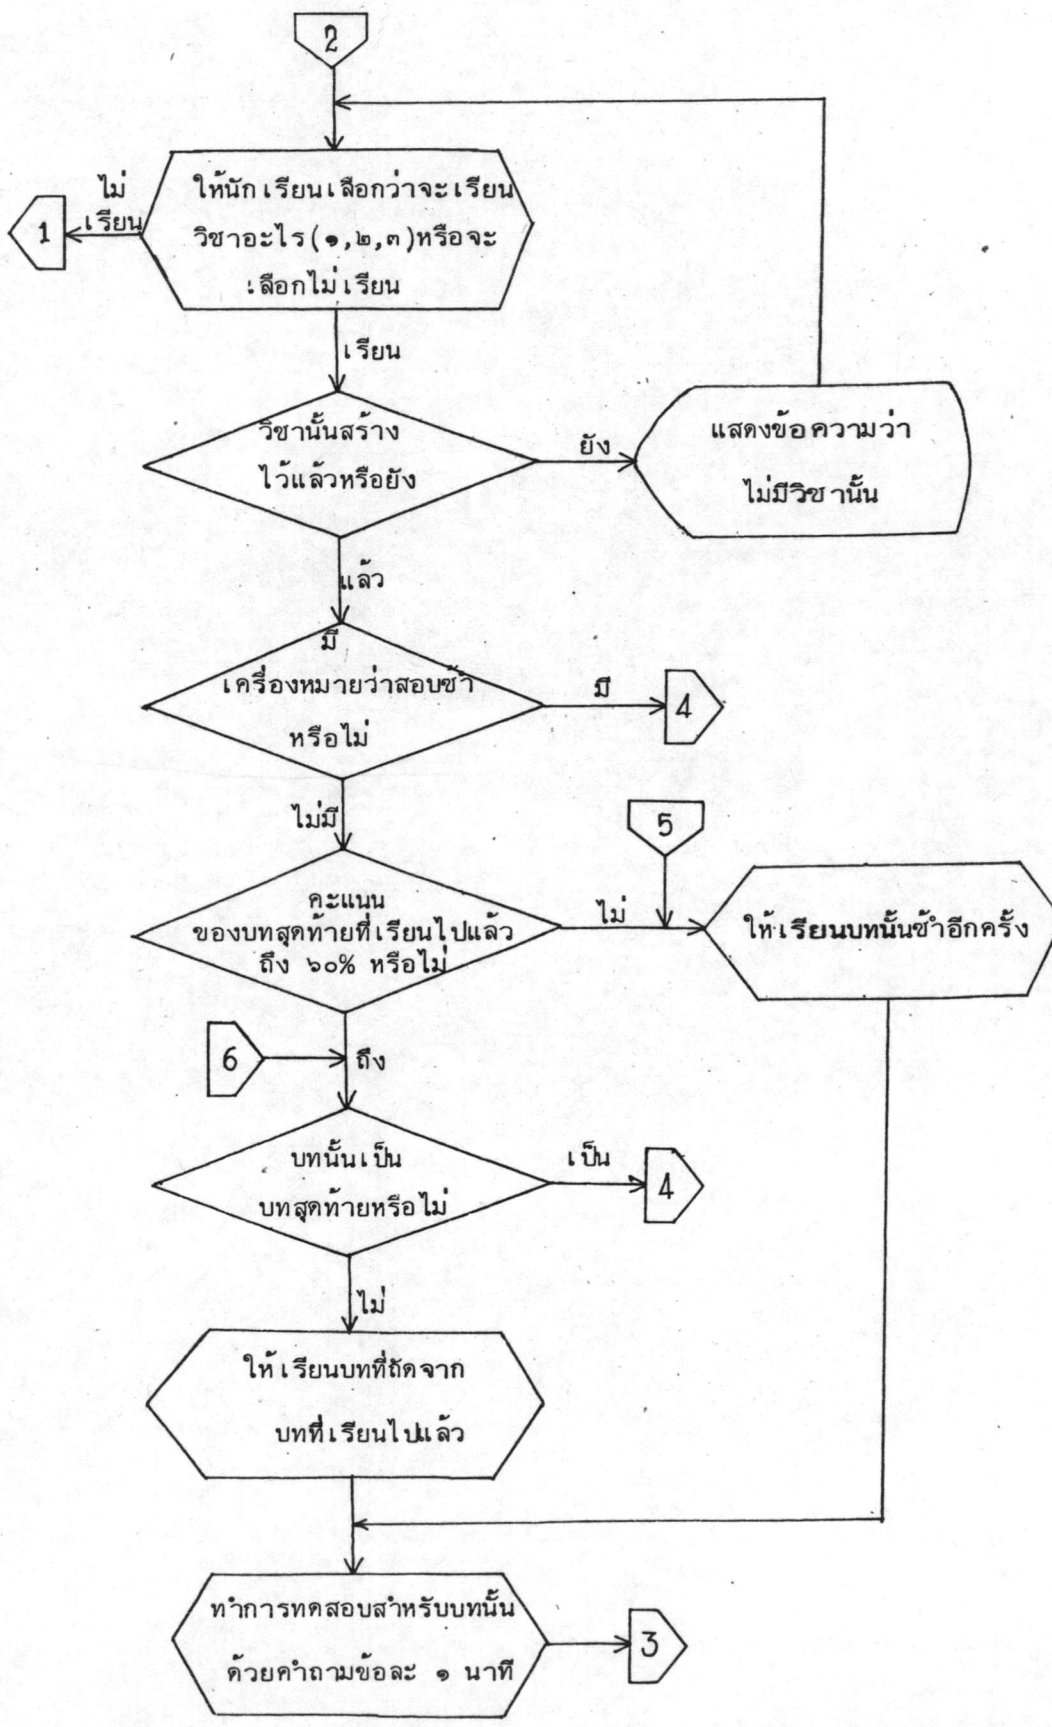 2
ให้นักเรียนเลือกว่าจะเรียน
วิชาอะไร(๑,๒,๓)หรือจะ
เลือกไม่เรียน
ไม่
เรียน
1
เรียน
วิชานั้นสร้าง
ไว้แล้วหรือยัง
ยัง
แสดงข้อความว่า
ไม่มีวิชานั้น
แล้ว
มี
เครื่องหมายว่าสอบซ้ำ
หรือไม่
มี
4
ไม่มี
5
คะแนน
ของบทสุดท้ายที่เรียนไปแล้ว
ถึง ๖๐% หรือไม่
ไม่
ให้เรียนบทนั้นซ้ำอีกครั้ง
6
ถึง
บทนั้นเป็น
บทสุดท้ายหรือไม่
เป็น
4
ไม่
ให้เรียนบทที่ถัดจาก
บทที่เรียนไปแล้ว
ทำการทดสอบสำหรับบทนั้น
ด้วยคำถามข้อละ ๑ นาที
3